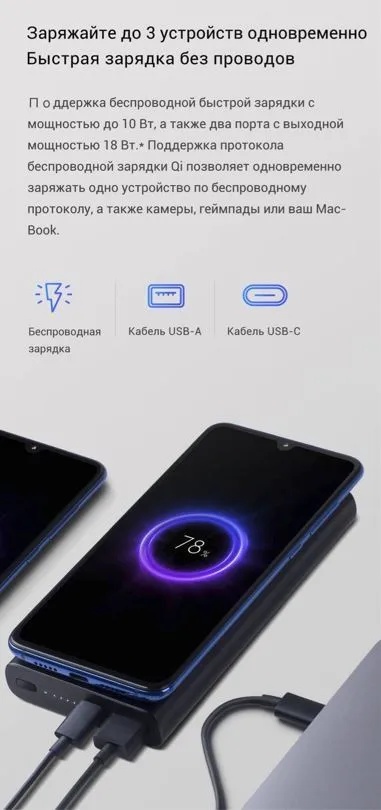 Заряжайте до 3 устройств одновременно
Быстрая зарядка без проводов
П о ддержка беспроводной быстрой зарядки с
мощностью до 10 Вт, а также два порта с выходной
мощностью 18 Вт.* Поддержка протокола
беспроводной зарядки Qi позволяет одновременно
заряжать одно устройство по беспроводному
протоколу, а также камеры, геймпады или ваш Mac-
Book.
Беспроводная
зарядка
Кабель USB-A
Кабель USB-C
78%